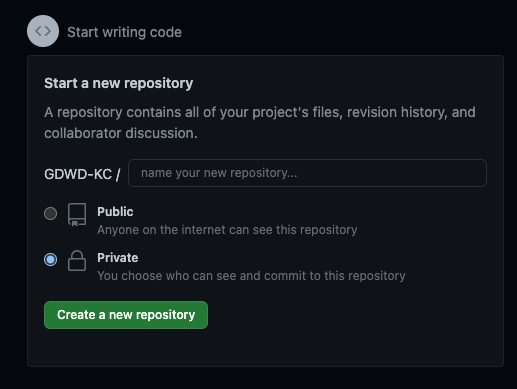 <> Start writing code
Start a new repository
A repository contains all of your project's files, revision history, and
collaborator discussion.
GDWD-KC / name your new repository...
Public
Anyone on the internet can see this repository
Private
You choose who can see and commit to this repository
Create a new repository